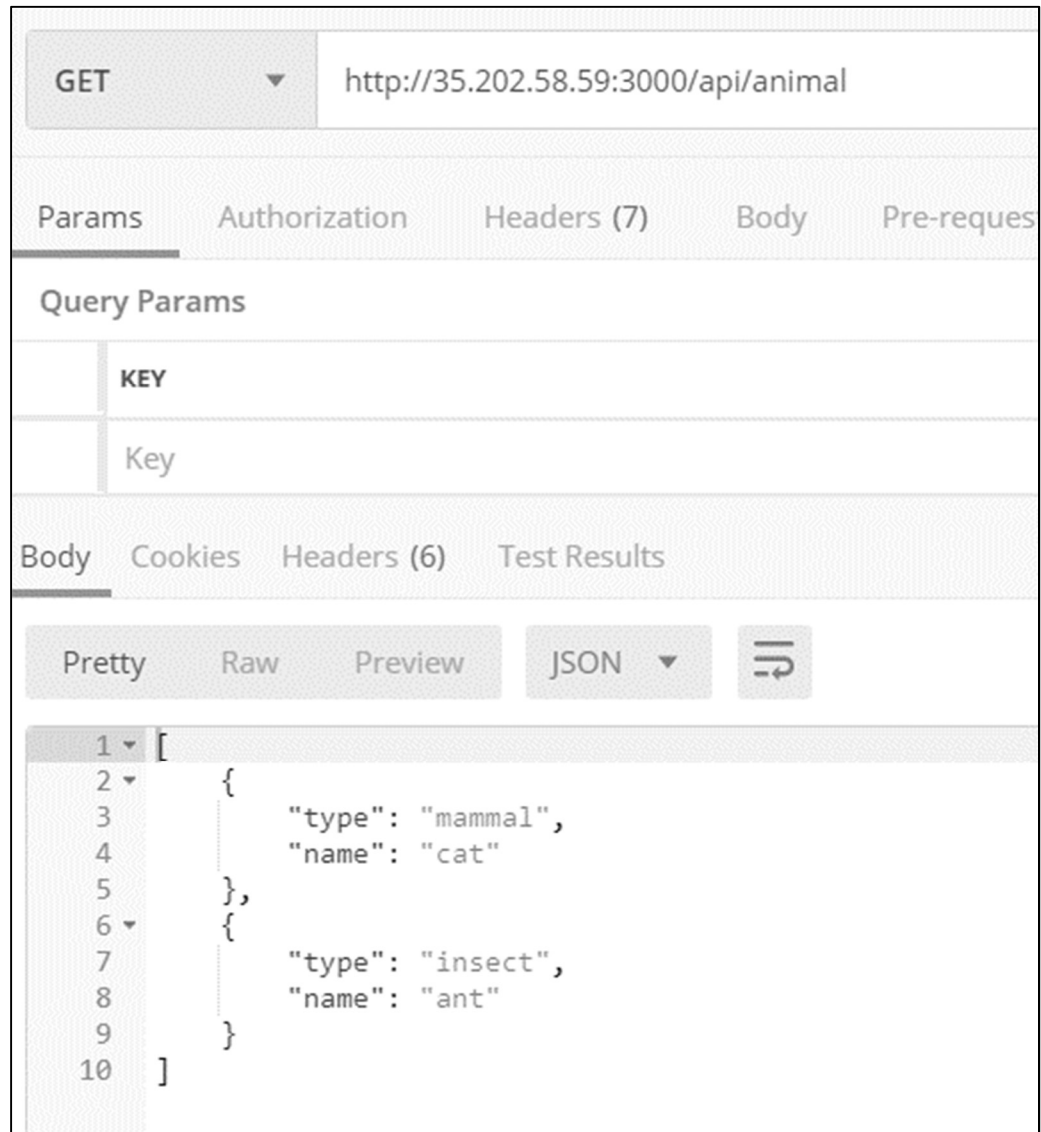 GET http://35.202.58.59:3000/api/animal
Params Authorization Headers (7) Body Pre-reques
Query Params
KEY
Key
Body Cookies Headers (6) Test Results
Pretty Raw Preview JSON
1 [
2 {
3 "type": "mammal",
4 "name": "cat"
5 },
6 {
7 "type": "insect",
8 "name": "ant"
9 }
10 ]